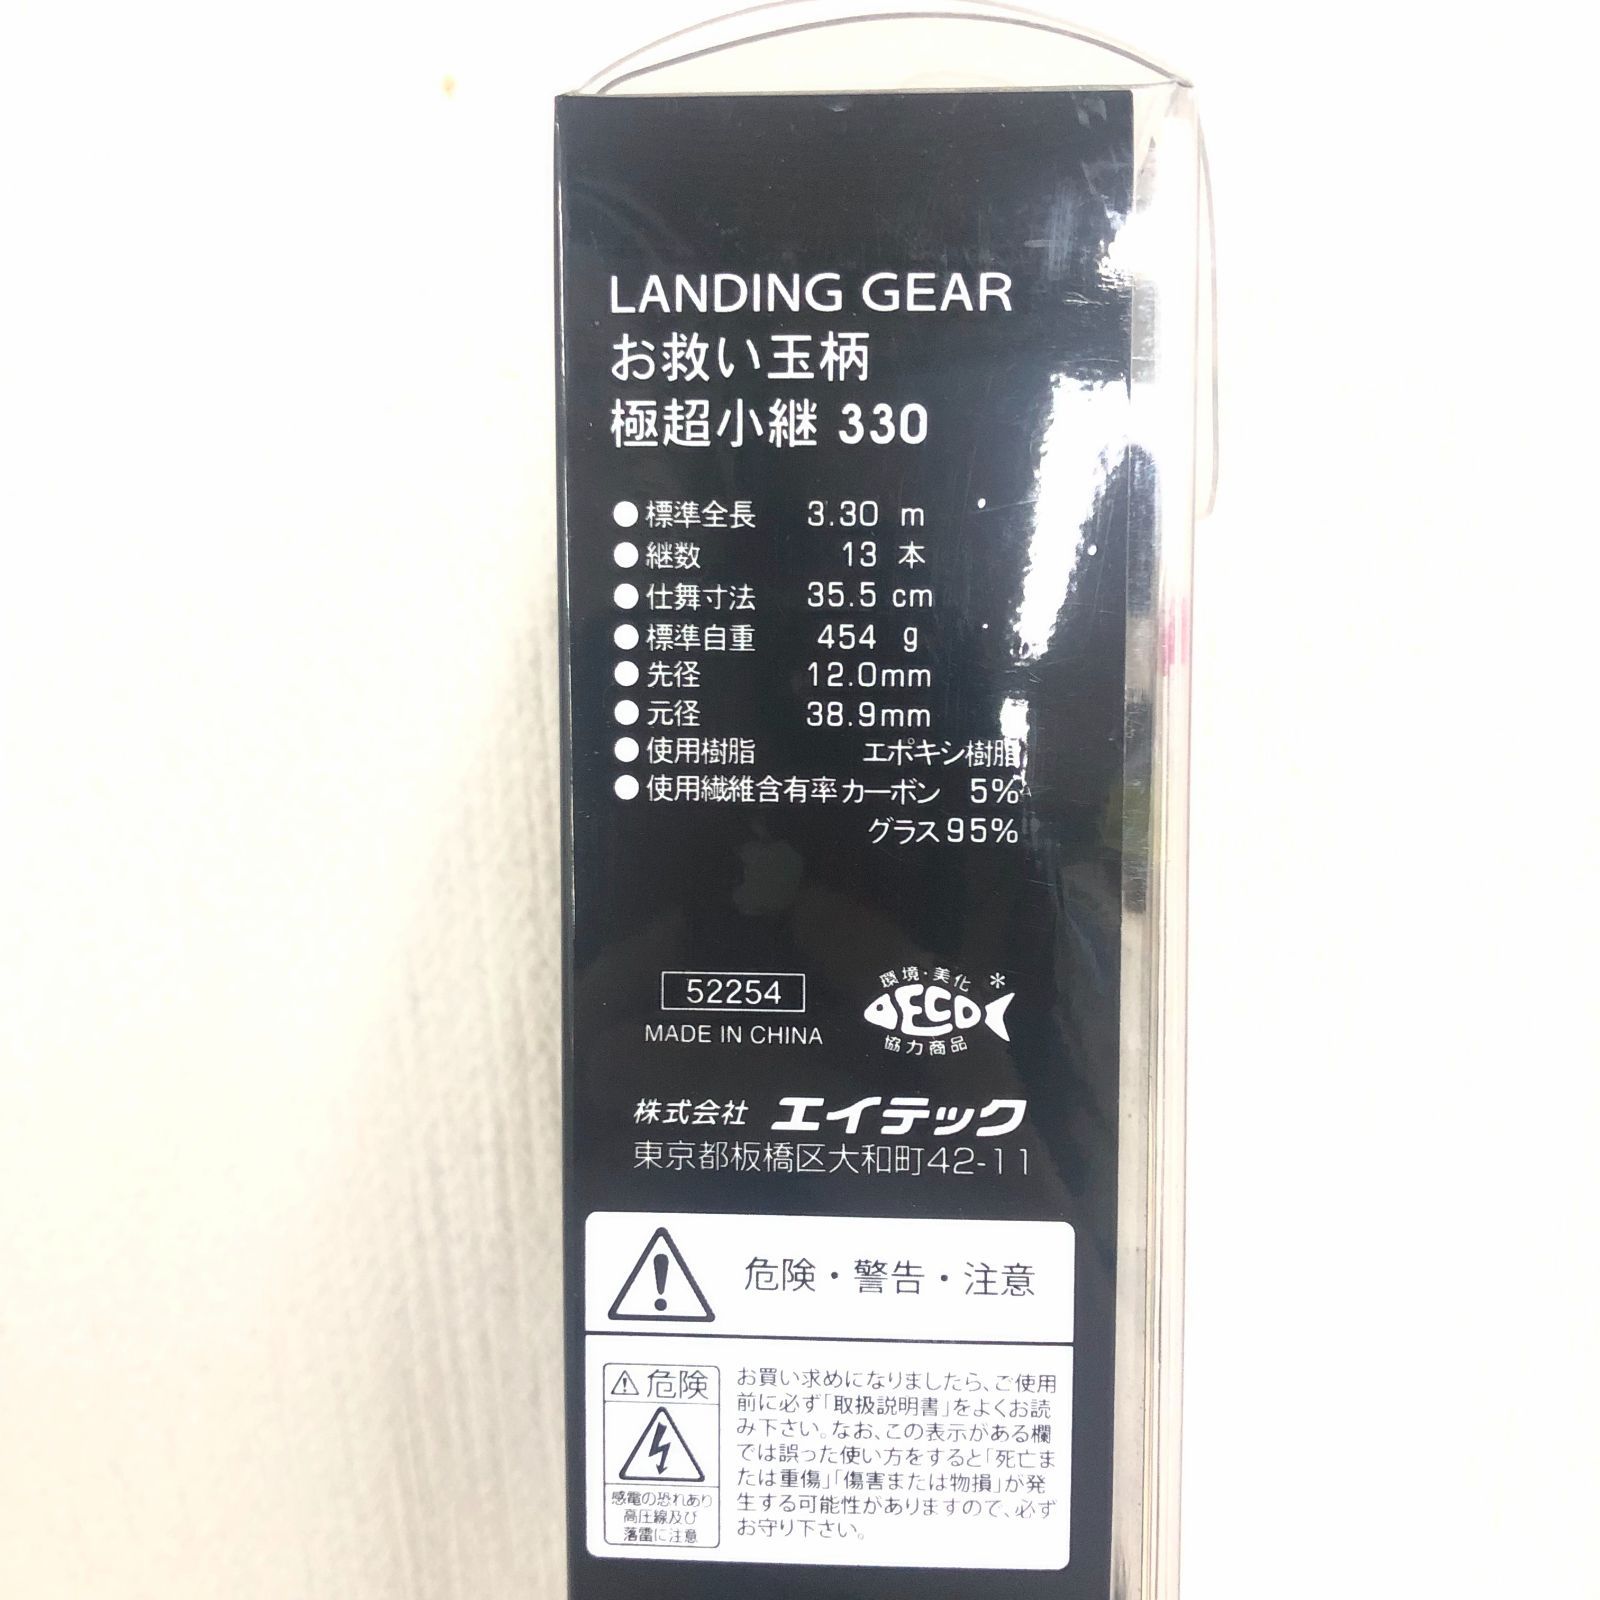 LANDING GEAR
お救い玉柄
極超小継 330
●標準全長 3.30 m
●継数 13 本
●仕舞寸法 35.5 cm
●標準自重 454 g
●先径 12.0mm
●元径 38.9mm
●使用樹脂 エポキシ樹脂
●使用繊維含有率カーボン 5%
グラス95%
52254
MADE IN CHINA
環境・美化
ECO
協力商品
株式会社 エイテック
東京都板橋区大和町42-11
危険・警告・注意
危険
感電の恐れあり
高圧線及び
落雷に注意
お買い求めになりましたら、ご使用
前に必ず「取扱説明書」をよくお読
み下さい。なお、この表示がある欄
では誤った使い方をすると「死亡ま
たは重傷」「傷害または物損」が発
生する可能性がありますので、必ず
お守り下さい。